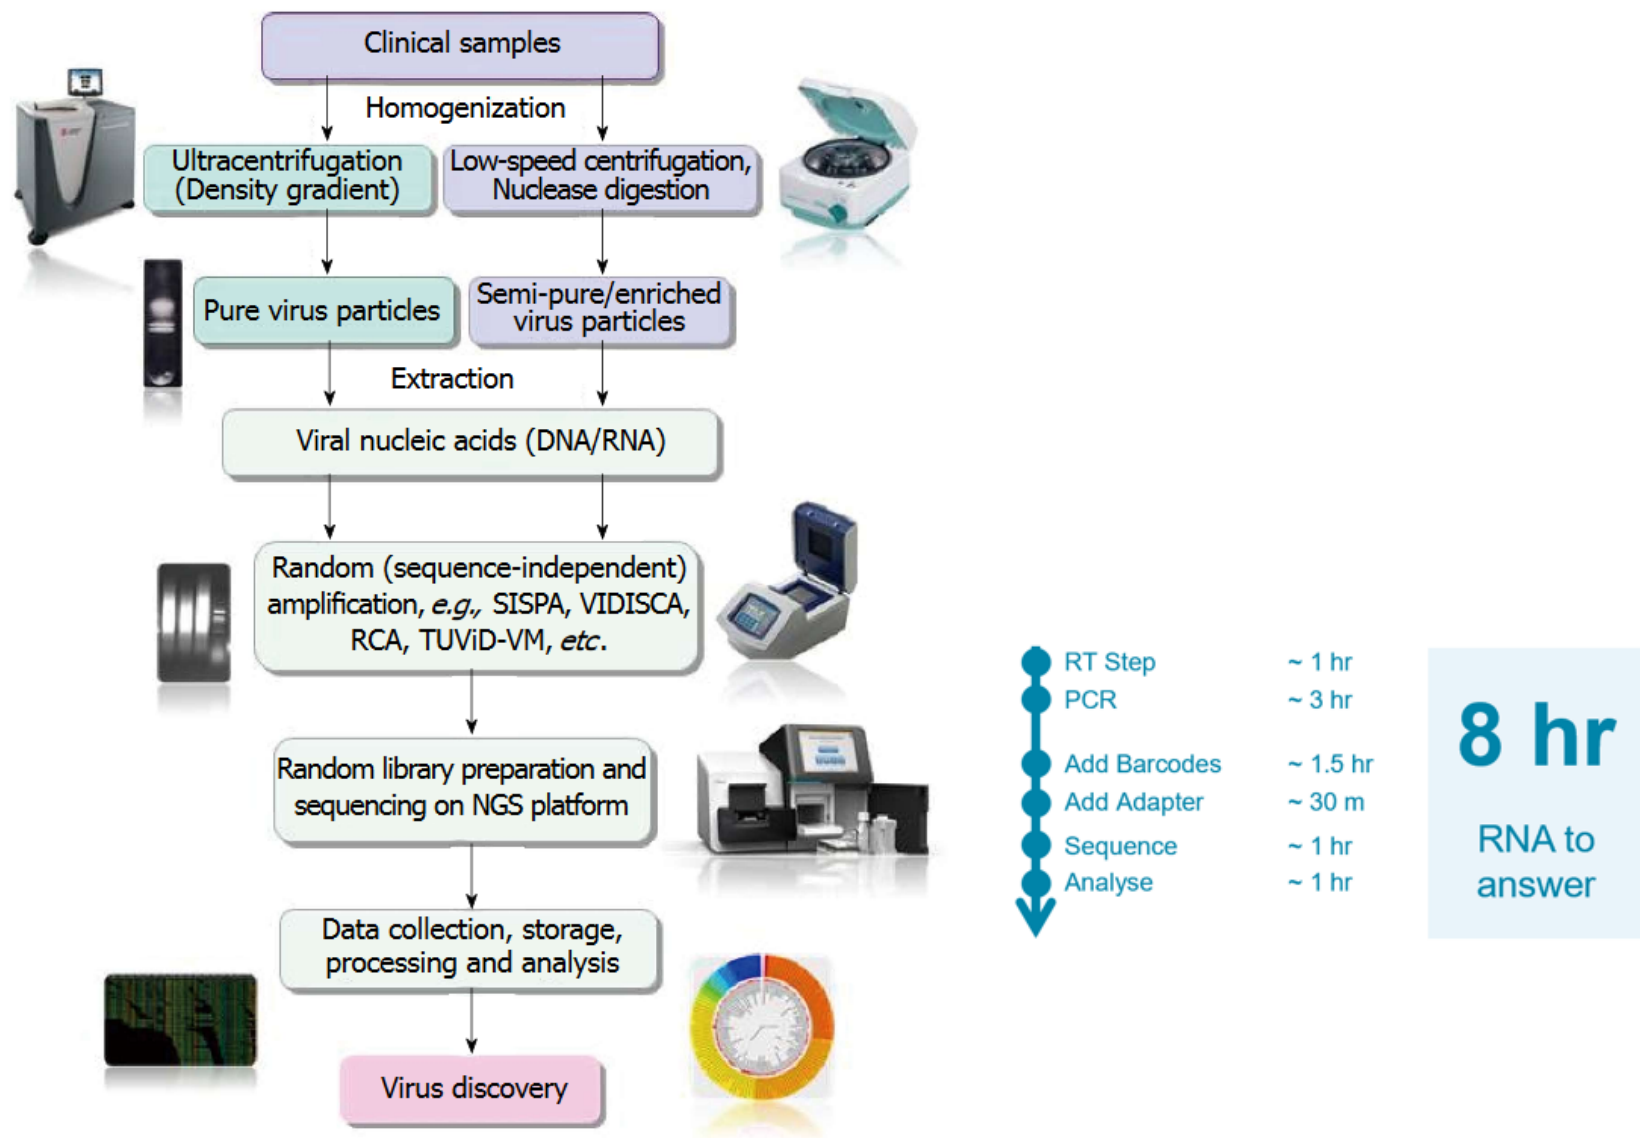 Clinical samples
Homogenization
Ultracentrifugation
(Density gradient)
Low-speed centrifugation,
Nuclease digestion
Pure virus particles
Semi-pure/enriched
virus particles
Extraction
Viral nucleic acids (DNA/RNA)
Random (sequence-independent)
amplification, e.g., SISPA, VIDISCA,
RCA, TUViD-VM, etc.
Random library preparation and
sequencing on NGS platform
Data collection, storage,
processing and analysis
Virus discovery
RT Step ~ 1 hr
PCR ~ 3 hr
Add Barcodes ~ 1.5 hr
Add Adapter ~ 30 m
Sequence ~ 1 hr
Analyse ~ 1 hr
8 hr
RNA to
answer